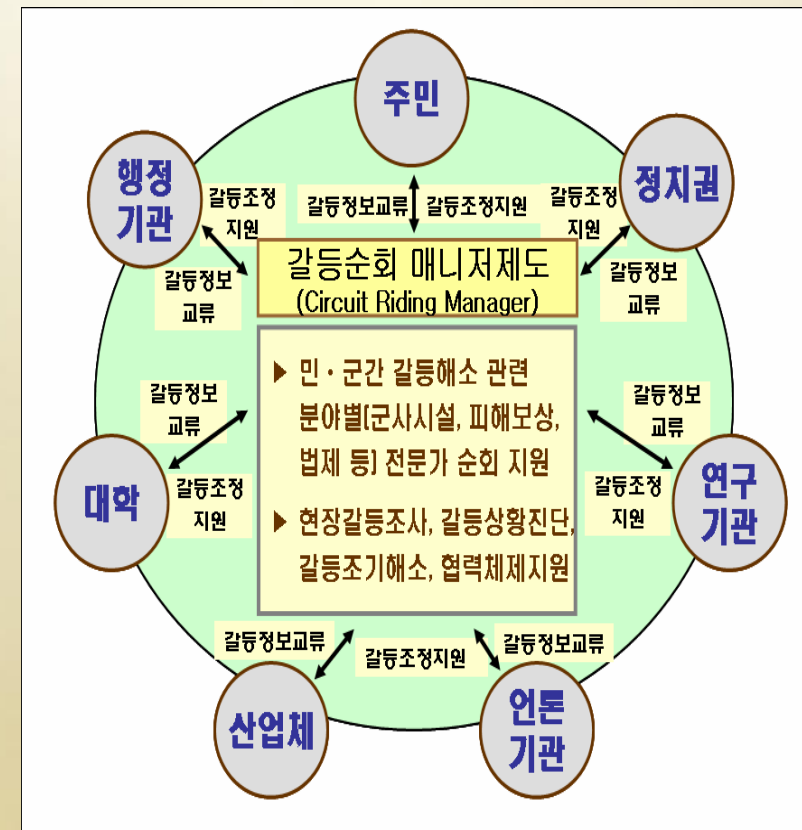 주민
행정
기관
정치권
갈등조정
지원
갈등정보교류
갈등조정지원
갈등조정
지원
갈등정보
교류
갈등순회 매니저제도
(Circuit Riding Manager)
갈등정보
교류
▶ 민·군간 갈등해소 관련
분야별(군사시설, 피해보상,
법제 등) 전문가 순회 지원
▶ 현장갈등조사, 갈등상황진단,
갈등조기해소, 협력체제지원
갈등정보
교류
대학
갈등조정
지원
갈등정보
교류
갈등조정
지원
연구
기관
갈등정보교류
갈등조정지원
갈등정보교류
산업체
언론
기관